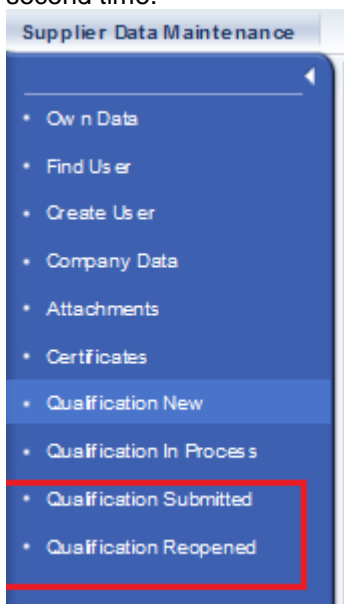 second time.
Supplier Data Maintenance
• Own Data
• Find User
• Create User
• Company Data
• Attachments
• Certificates
• Qualification New
• Qualification In Process
• Qualification Submitted
• Qualification Reopened